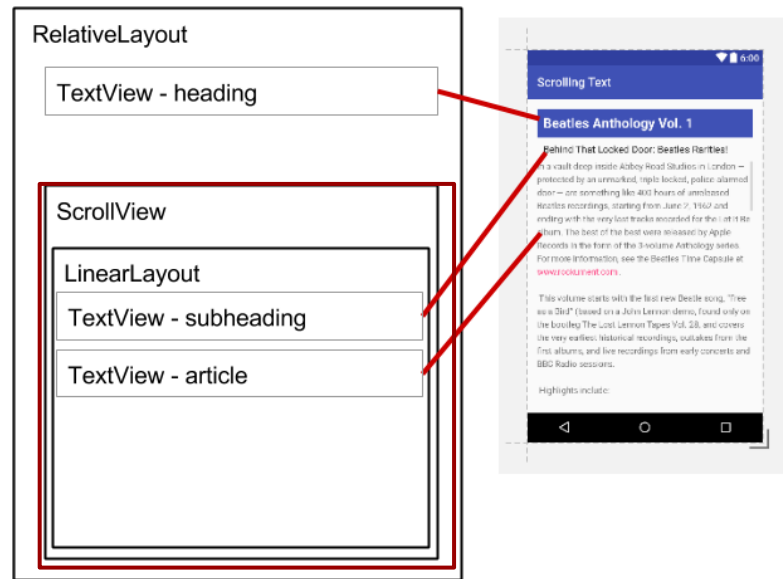 RelativeLayout
TextView - heading
ScrollView
LinearLayout
TextView - subheading
TextView - article
6:00
Scrolling Text
Beatles Anthology Vol. 1
Behind That Locked Door: Beatles Rarities!
In a vault deep inside Abbey Road Studios in London —
protected by an unmarked, triple locked, police alarmed
door — are something like 400 hours of unreleased
Beatles recordings, starting from June 2, 1962 and
ending with the very last tracks recorded for the Let It Be
album. The best of the best were released by Apple
Records in the form of the 3-volume Anthology series.
For more information, see the Beatles Time Capsule at
www.rockument.com.
This volume starts with the first new Beatle song, "Free
as a Bird" (based on a John Lennon demo, found only on
the bootleg The Lost Lennon Tapes Vol. 28, and covers
the very earliest historical recordings, outtakes from the
first albums, and live recordings from early concerts and
BBC Radio sessions.
Highlights include: